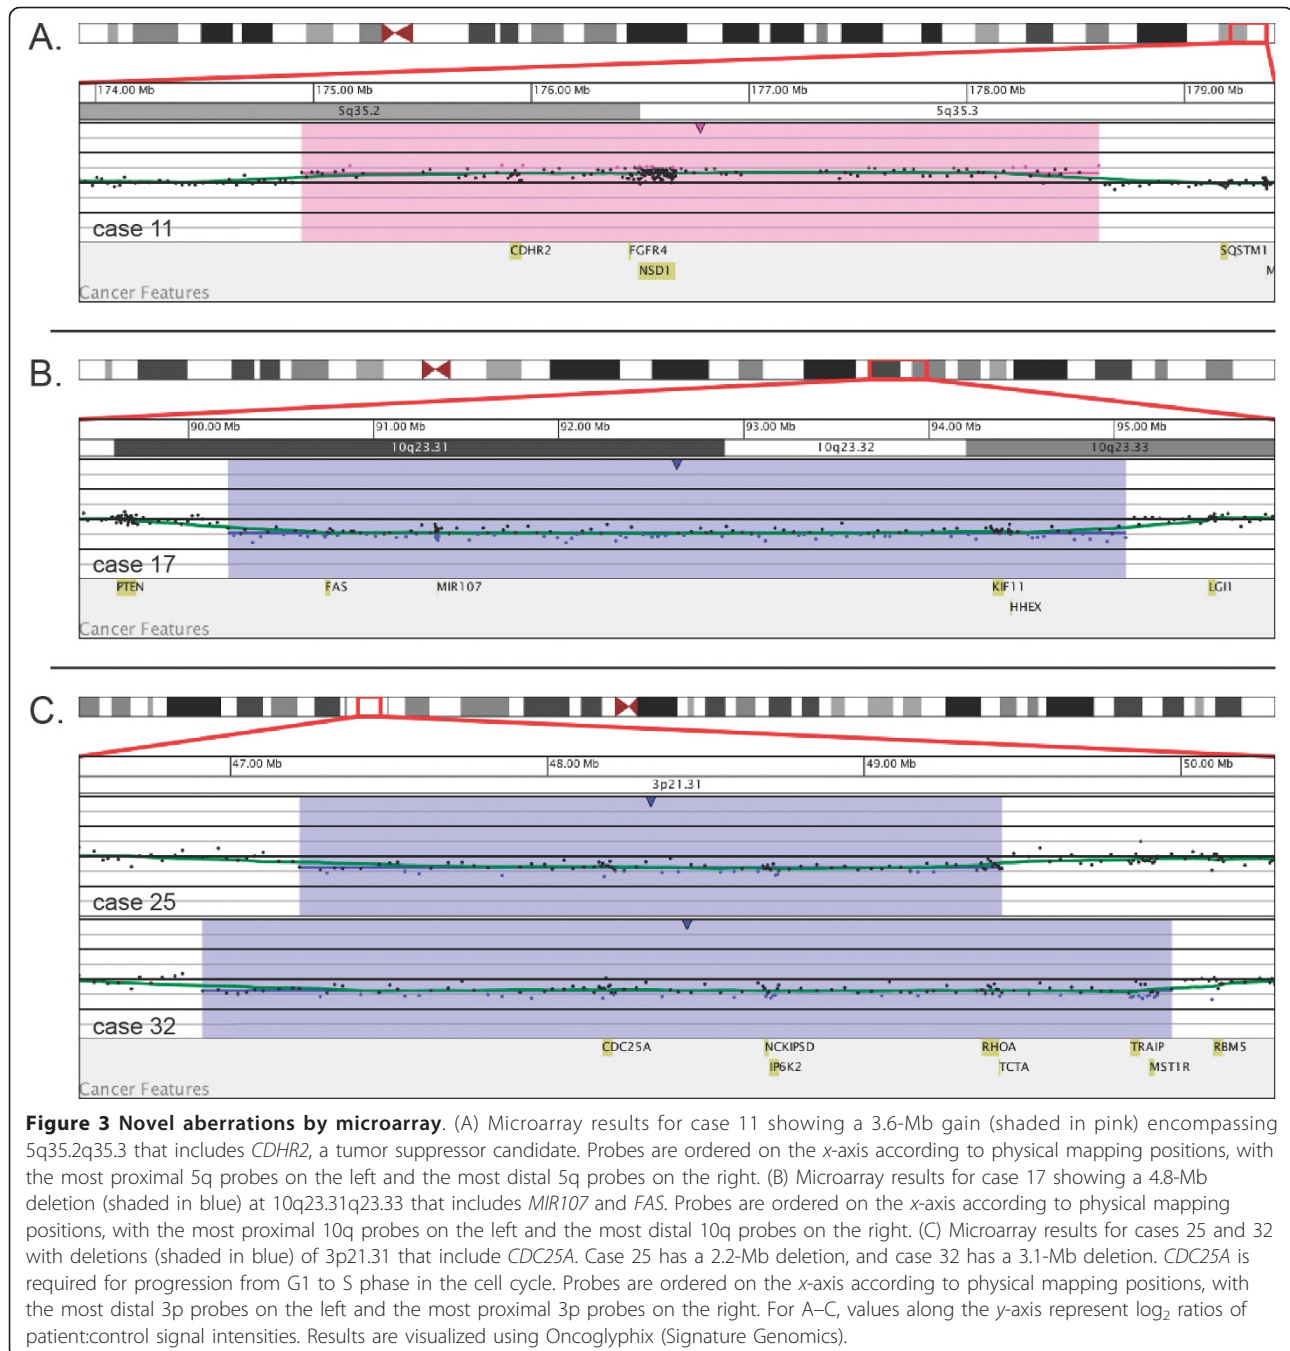 A.
174.00 Mb 175.00 Mb 176.00 Mb 177.00 Mb 178.00 Mb 179.00 Mb
5q35.2 5q35.3
case 11
CDHR2 FGFR4 SQSTM1
NSD1 M
Cancer Features
B.
90.00 Mb 91.00 Mb 92.00 Mb 93.00 Mb 94.00 Mb 95.00 Mb
10q23.31 10q23.32 10q23.33
case 17
PTEN FAS MIR107 KIF11 LGI1
HHEX
Cancer Features
C.
47.00 Mb 48.00 Mb 49.00 Mb 50.00 Mb
3p21.31
case 25
case 32
CDC25A NCKIPSD RHOA TRAIP RBM5
IP6K2 TCTA MST1R
Cancer Features
Figure 3 Novel aberrations by microarray. (A) Microarray results for case 11 showing a 3.6-Mb gain (shaded in pink) encompassing
5q35.2q35.3 that includes CDHR2, a tumor suppressor candidate. Probes are ordered on the x-axis according to physical mapping positions, with
the most proximal 5q probes on the left and the most distal 5q probes on the right. (B) Microarray results for case 17 showing a 4.8-Mb
deletion (shaded in blue) at 10q23.31q23.33 that includes MIR107 and FAS. Probes are ordered on the x-axis according to physical mapping
positions, with the most proximal 10q probes on the left and the most distal 10q probes on the right. (C) Microarray results for cases 25 and 32
with deletions (shaded in blue) of 3p21.31 that include CDC25A. Case 25 has a 2.2-Mb deletion, and case 32 has a 3.1-Mb deletion. CDC25A is
required for progression from G1 to S phase in the cell cycle. Probes are ordered on the x-axis according to physical mapping positions, with
the most distal 3p probes on the left and the most proximal 3p probes on the right. For A–C, values along the y-axis represent log₂ ratios of
patient:control signal intensities. Results are visualized using Oncoglyphix (Signature Genomics).